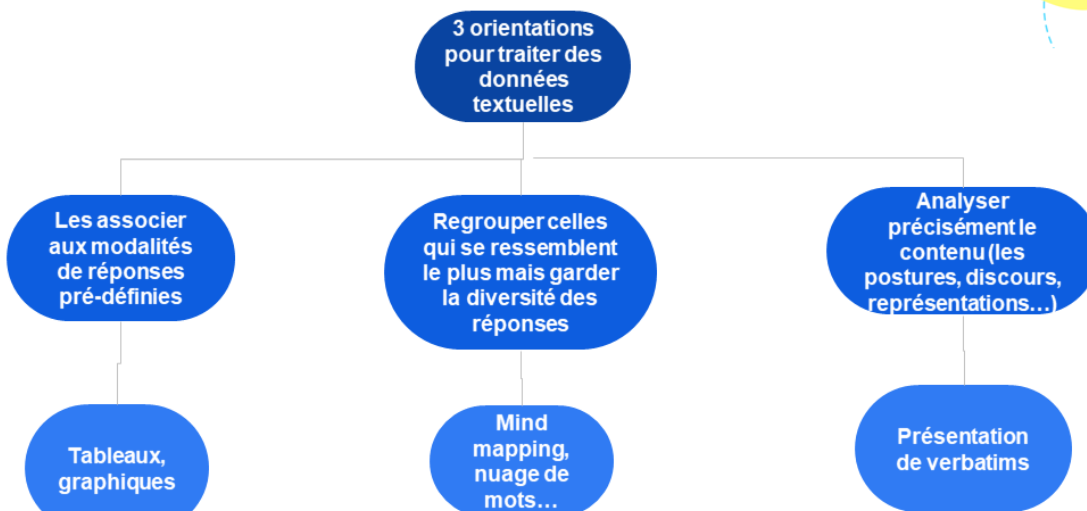 3 orientations
pour traiter des
données
textuelles
Les associer
aux modalités
de réponses
pré-définies
Regrouper celles
qui se ressemblent
le plus mais garder
la diversité des
réponses
Analyser
précisément le
contenu (les
postures, discours,
représentations...)
Tableaux,
graphiques
Mind
mapping,
nuage de
mots...
Présentation
de verbatims